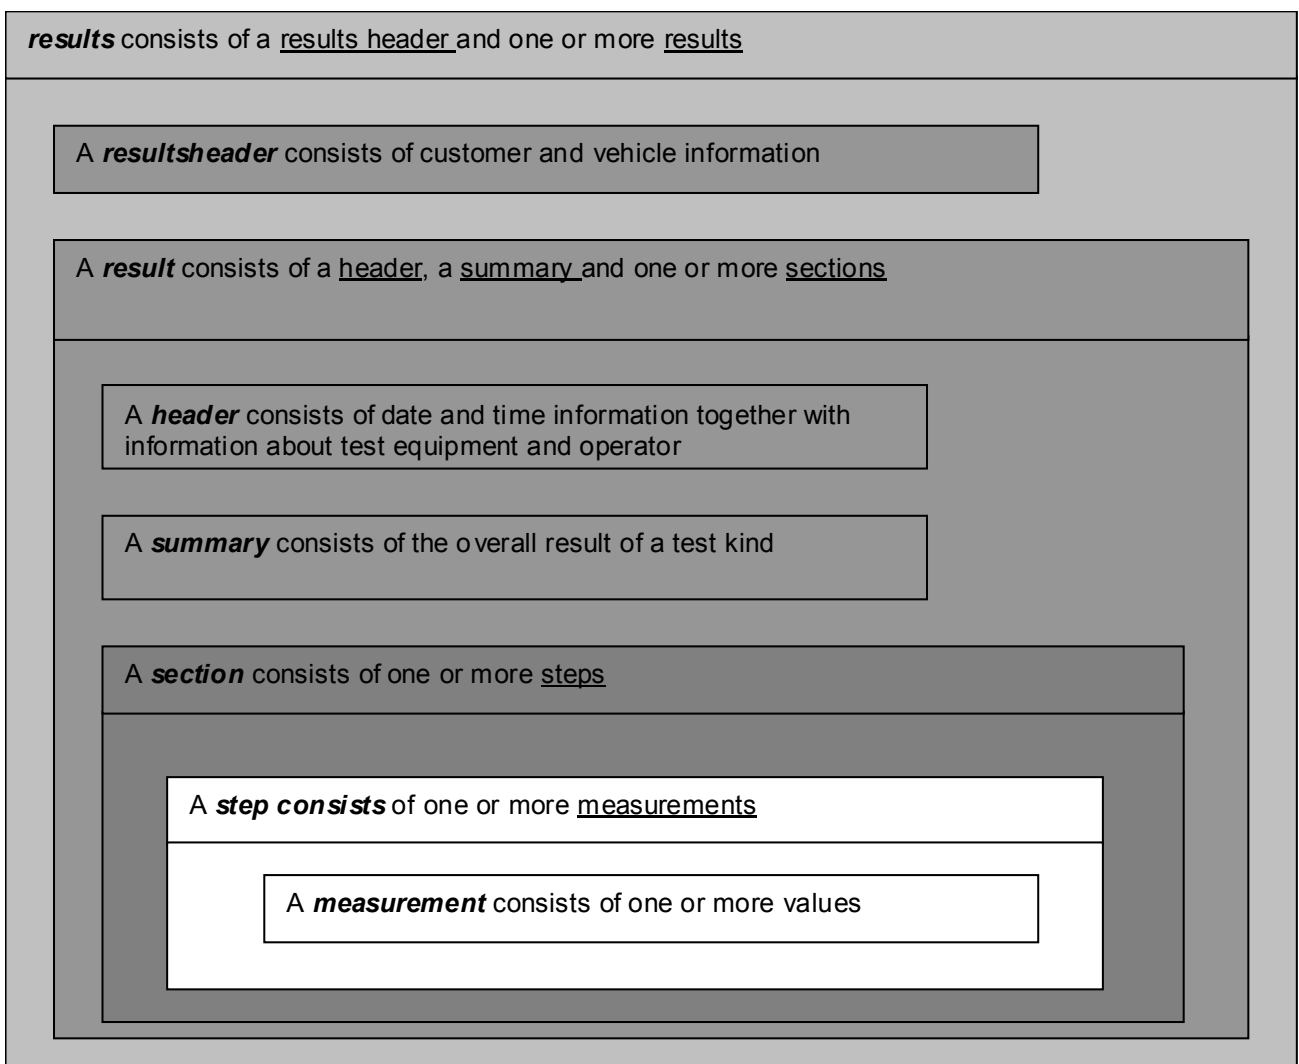 results consists of a results header and one or more results
A resultsheader consists of customer and vehicle information
A result consists of a header, a summary and one or more sections
A header consists of date and time information together with
information about test equipment and operator
A summary consists of the overall result of a test kind
A section consists of one or more steps
A step consists of one or more measurements
A measurement consists of one or more values